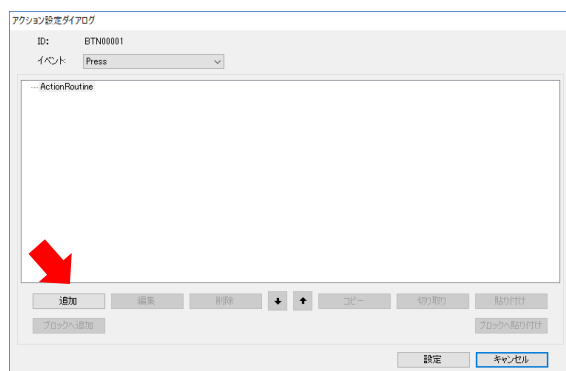 アクション設定ダイアログ
ID: BTN00001
イベント: Press
ActionRoutine
追加 編集 削除 コピー 切り取り 貼り付け
ブロックへ追加 ブロックへ貼り付け
設定 キャンセル